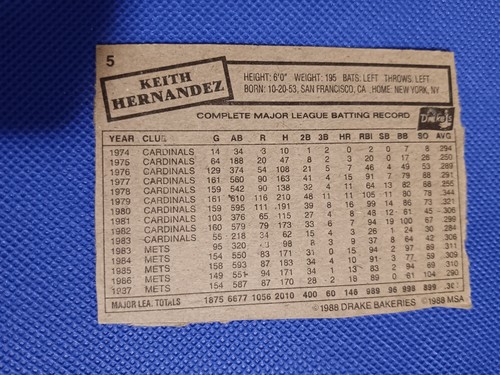 5
KEITH
HERNANDEZ
HEIGHT: 6'0" WEIGHT: 195 BATS: LEFT THROWS: LEFT
BORN: 10-20-53, SAN FRANCISCO, CA HOME: NEW YORK, NY
COMPLETE MAJOR LEAGUE BATTING RECORD
Drake's
YEAR CLUB G AB R H 2B 3B HR RBI SB BB SO AVG
1974 CARDINALS 14 34 3 10 1 2 0 2 0 7 8 294
1975 CARDINALS 64 188 20 47 8 2 3 20 0 17 26 250
1976 CARDINALS 129 374 54 108 21 5 7 46 4 49 53 289
1977 CARDINALS 161 560 90 163 41 4 15 91 7 79 88 291
1978 CARDINALS 159 542 90 138 32 4 11 64 13 82 68 255
1979 CARDINALS 161 610 116 210 48 11 11 105 11 80 78 344
1980 CARDINALS 159 595 111 191 39 8 16 99 14 86 73 321
1981 CARDINALS 103 376 65 115 27 4 8 48 12 61 45 306
1982 CARDINALS 160 579 79 173 33 6 7 94 19 100 67 299
1983 CARDINALS 55 218 34 62 15 4 3 26 1 24 30 284
1983 METS 95 320 98 8 3 9 37 8 64 42 306
1984 METS 154 550 83 171 31 0 15 94 2 97 89 311
1985 METS 158 593 87 183 34 4 10 91 3 77 59 309
1986 METS 149 551 94 171 34 1 13 83 2 94 69 310
1987 METS 154 587 87 170 28 2 18 89 0 61 104 290
MAJOR LEA. TOTALS 1875 6677 1056 2010 400 60 146 989 96 998 899
©1988 DRAKE BAKERIES ©1988 MSA